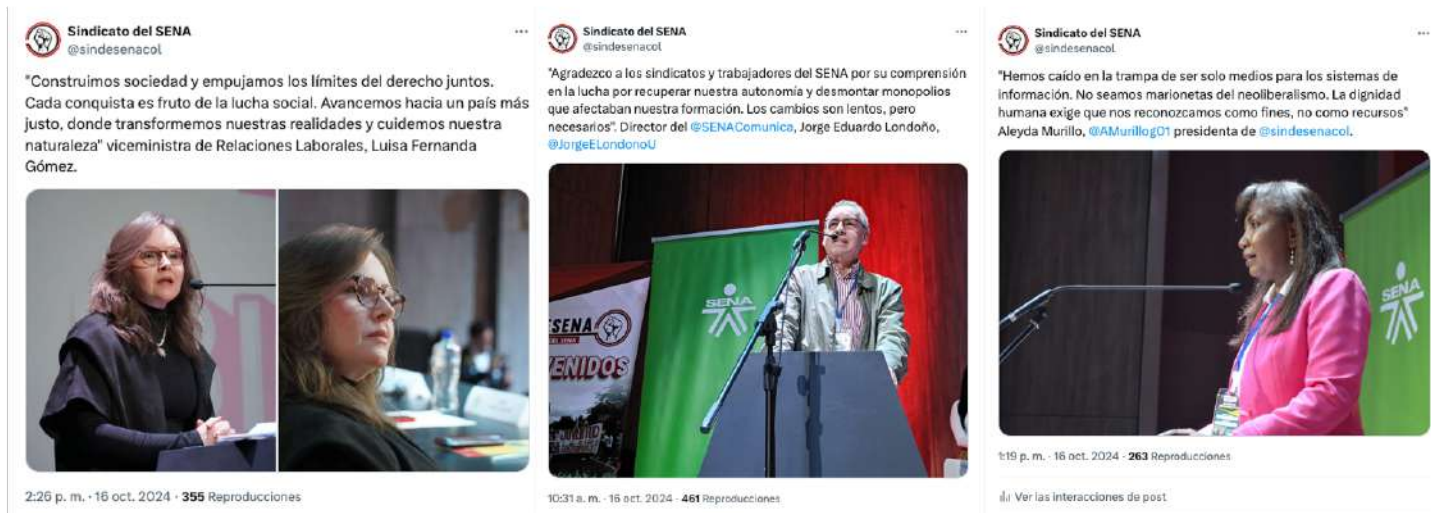 Sindicato del SENA
@sindesenacol
"Construimos sociedad y empujamos los límites del derecho juntos.
Cada conquista es fruto de la lucha social. Avancemos hacia un país más
justo, donde transformemos nuestras realidades y cuidemos nuestra
naturaleza" viceministra de Relaciones Laborales, Luisa Fernanda
Gómez.
2:26 p. m. · 16 oct. 2024 · 355 Reproducciones
Sindicato del SENA
@sindesenacol
"Agradezco a los sindicatos y trabajadores del SENA por su comprensión
en la lucha por recuperar nuestra autonomía y desmontar monopolios
que afectaban nuestra formación. Los cambios son lentos, pero
necesarios". Director del @SENAComunica, Jorge Eduardo Londoño,
@JorgeELondonoU
SENA
ESENA
ENIDOS
10:31 a. m. · 16 oct. 2024 · 461 Reproducciones
Sindicato del SENA
@sindesenacol
"Hemos caído en la trampa de ser solo medios para los sistemas de
información. No seamos marionetas del neoliberalismo. La dignidad
humana exige que nos reconozcamos como fines, no como recursos"
Aleyda Murillo, @AMurillog01 presidenta de @sindesenacol.
SENA
1:19 p. m. · 16 oct. 2024 · 263 Reproducciones
Ver las interacciones de post